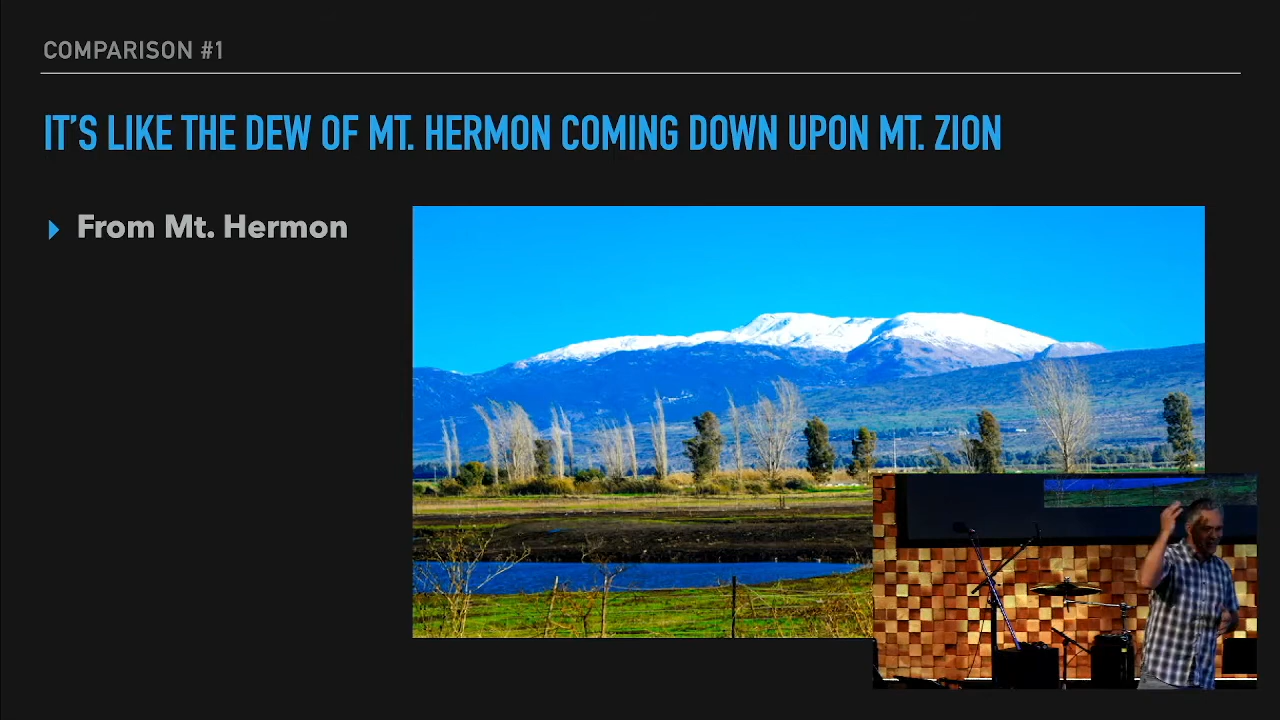 COMPARISON #1
IT'S LIKE THE DEW OF MT. HERMON COMING DOWN UPON MT. ZION
From Mt. Hermon